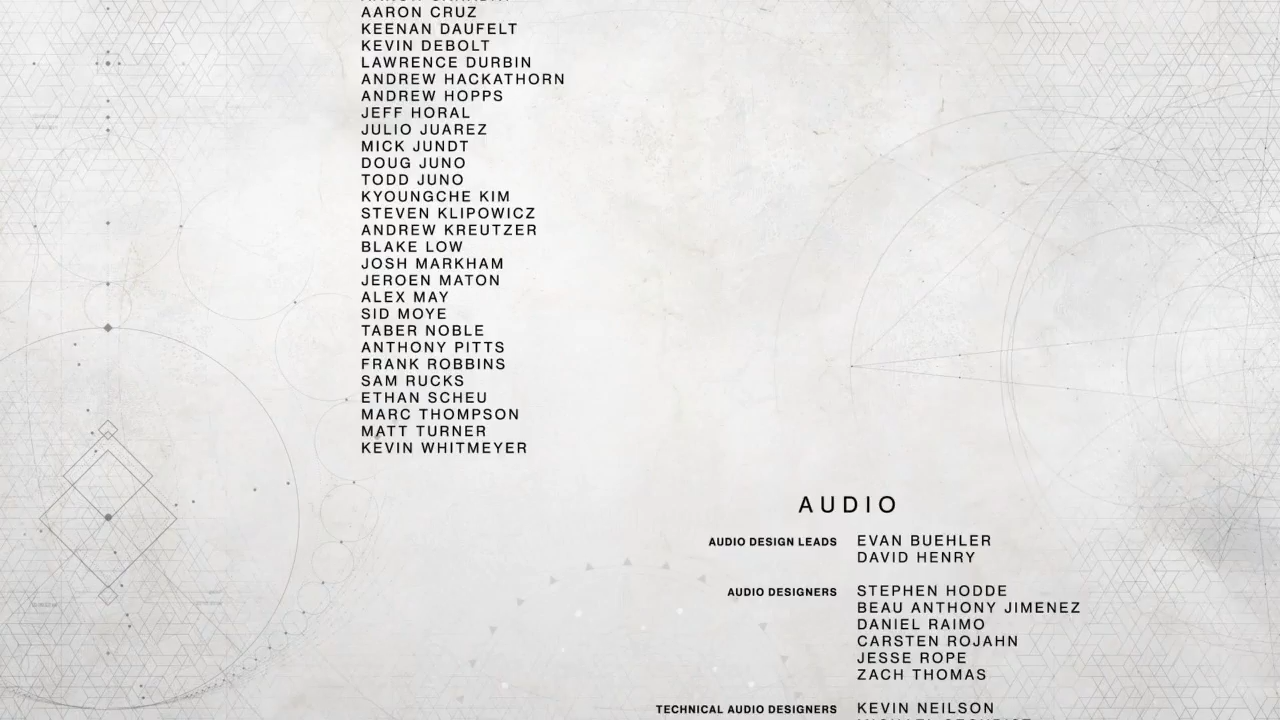 AARON CRUZ
KEENAN DAUFELT
KEVIN DEBOLT
LAWRENCE DURBIN
ANDREW HACKATHORN
ANDREW HOPPS
JEFF HORAL
JULIO JUAREZ
MICK JUNDT
DOUG JUNO
TODD JUNO
KYOUNGCHE KIM
STEVEN KLIPOWICZ
ANDREW KREUTZER
BLAKE LOW
JOSH MARKHAM
JEROEN MATON
ALEX MAY
SID MOYE
TABER NOBLE
ANTHONY PITTS
FRANK ROBBINS
SAM RUCKS
ETHAN SCHEU
MARC THOMPSON
MATT TURNER
KEVIN WHITMEYER
AUDIO
AUDIO DESIGN LEADS EVAN BUEHLER
DAVID HENRY
AUDIO DESIGNERS STEPHEN HODDE
BEAU ANTHONY JIMENEZ
DANIEL RAIMO
CARSTEN ROJAHN
JESSE ROPE
ZACH THOMAS
TECHNICAL AUDIO DESIGNERS KEVIN NEILSON